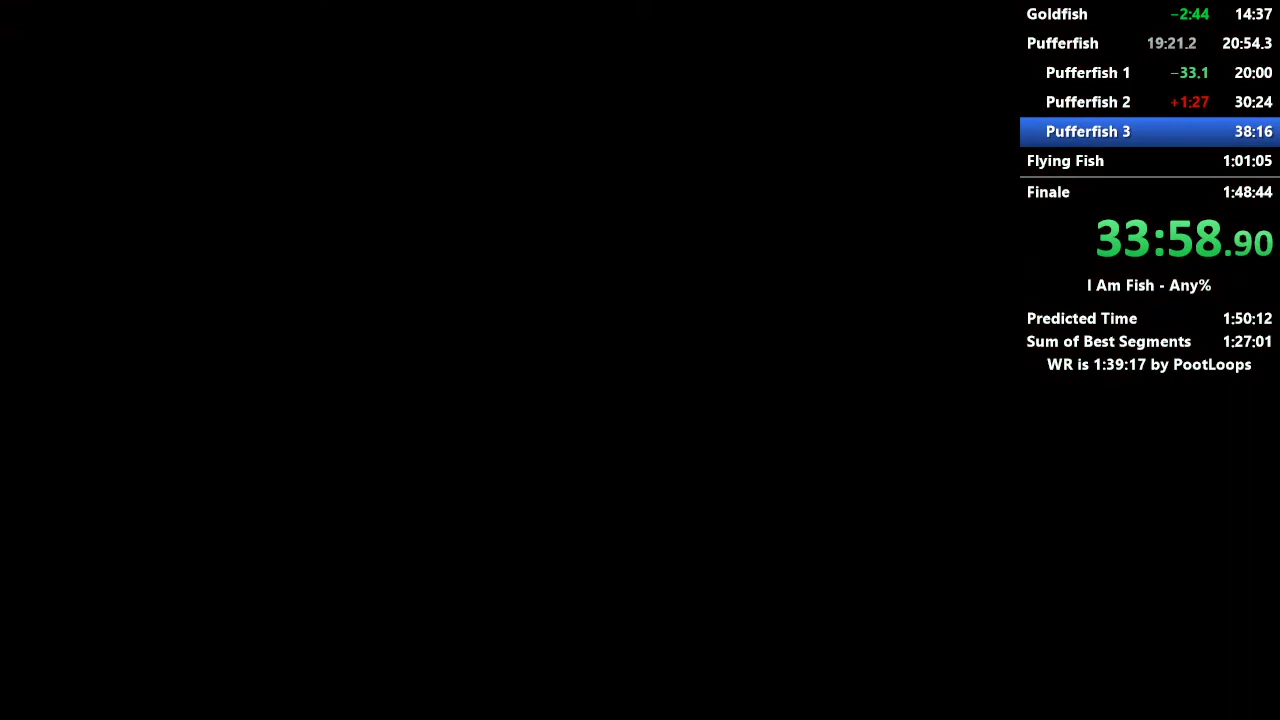 Goldfish −2:44 14:37
Pufferfish 19:21.2 20:54.3
Pufferfish 1 −33.1 20:00
Pufferfish 2 +1:27 30:24
Pufferfish 3 38:16
Flying Fish 1:01:05
Finale 1:48:44
33:58.90
I Am Fish - Any%
Predicted Time 1:50:12
Sum of Best Segments 1:27:01
WR is 1:39:17 by PootLoops